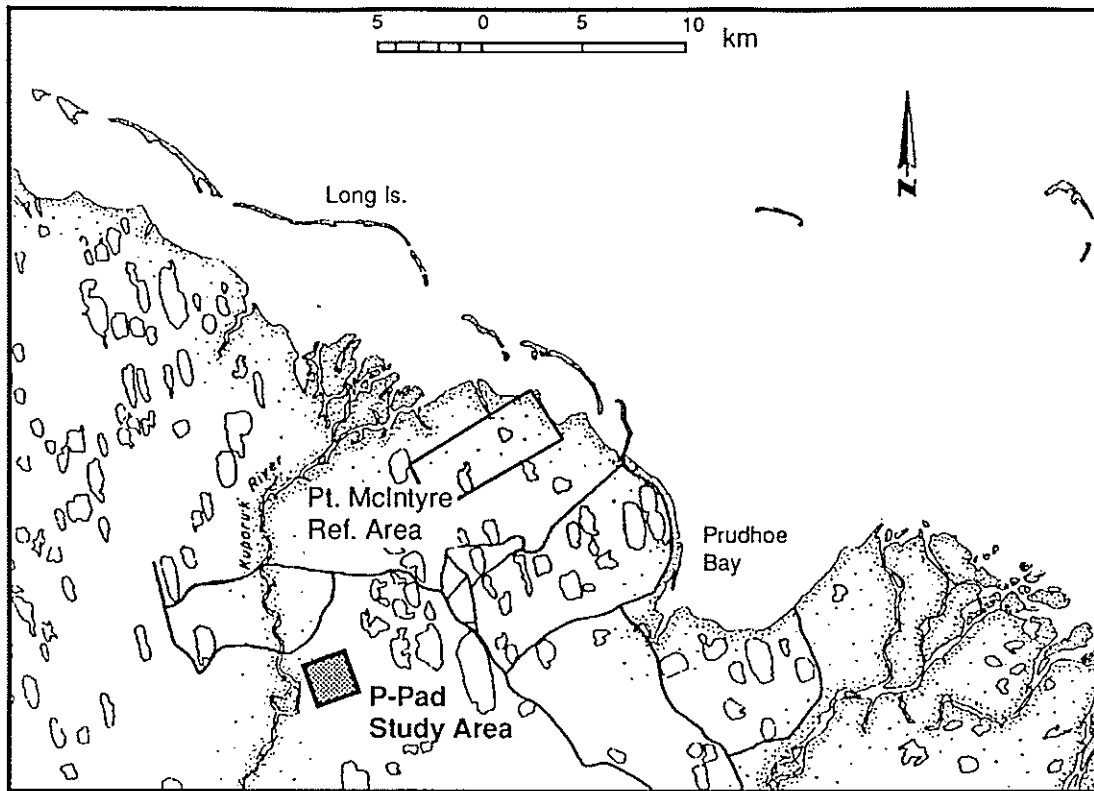 5 0 5 10
km
Long Is.
N
Kuparuk River
Pt. McIntyre
Ref. Area
Prudhoe
Bay
P-Pad
Study Area